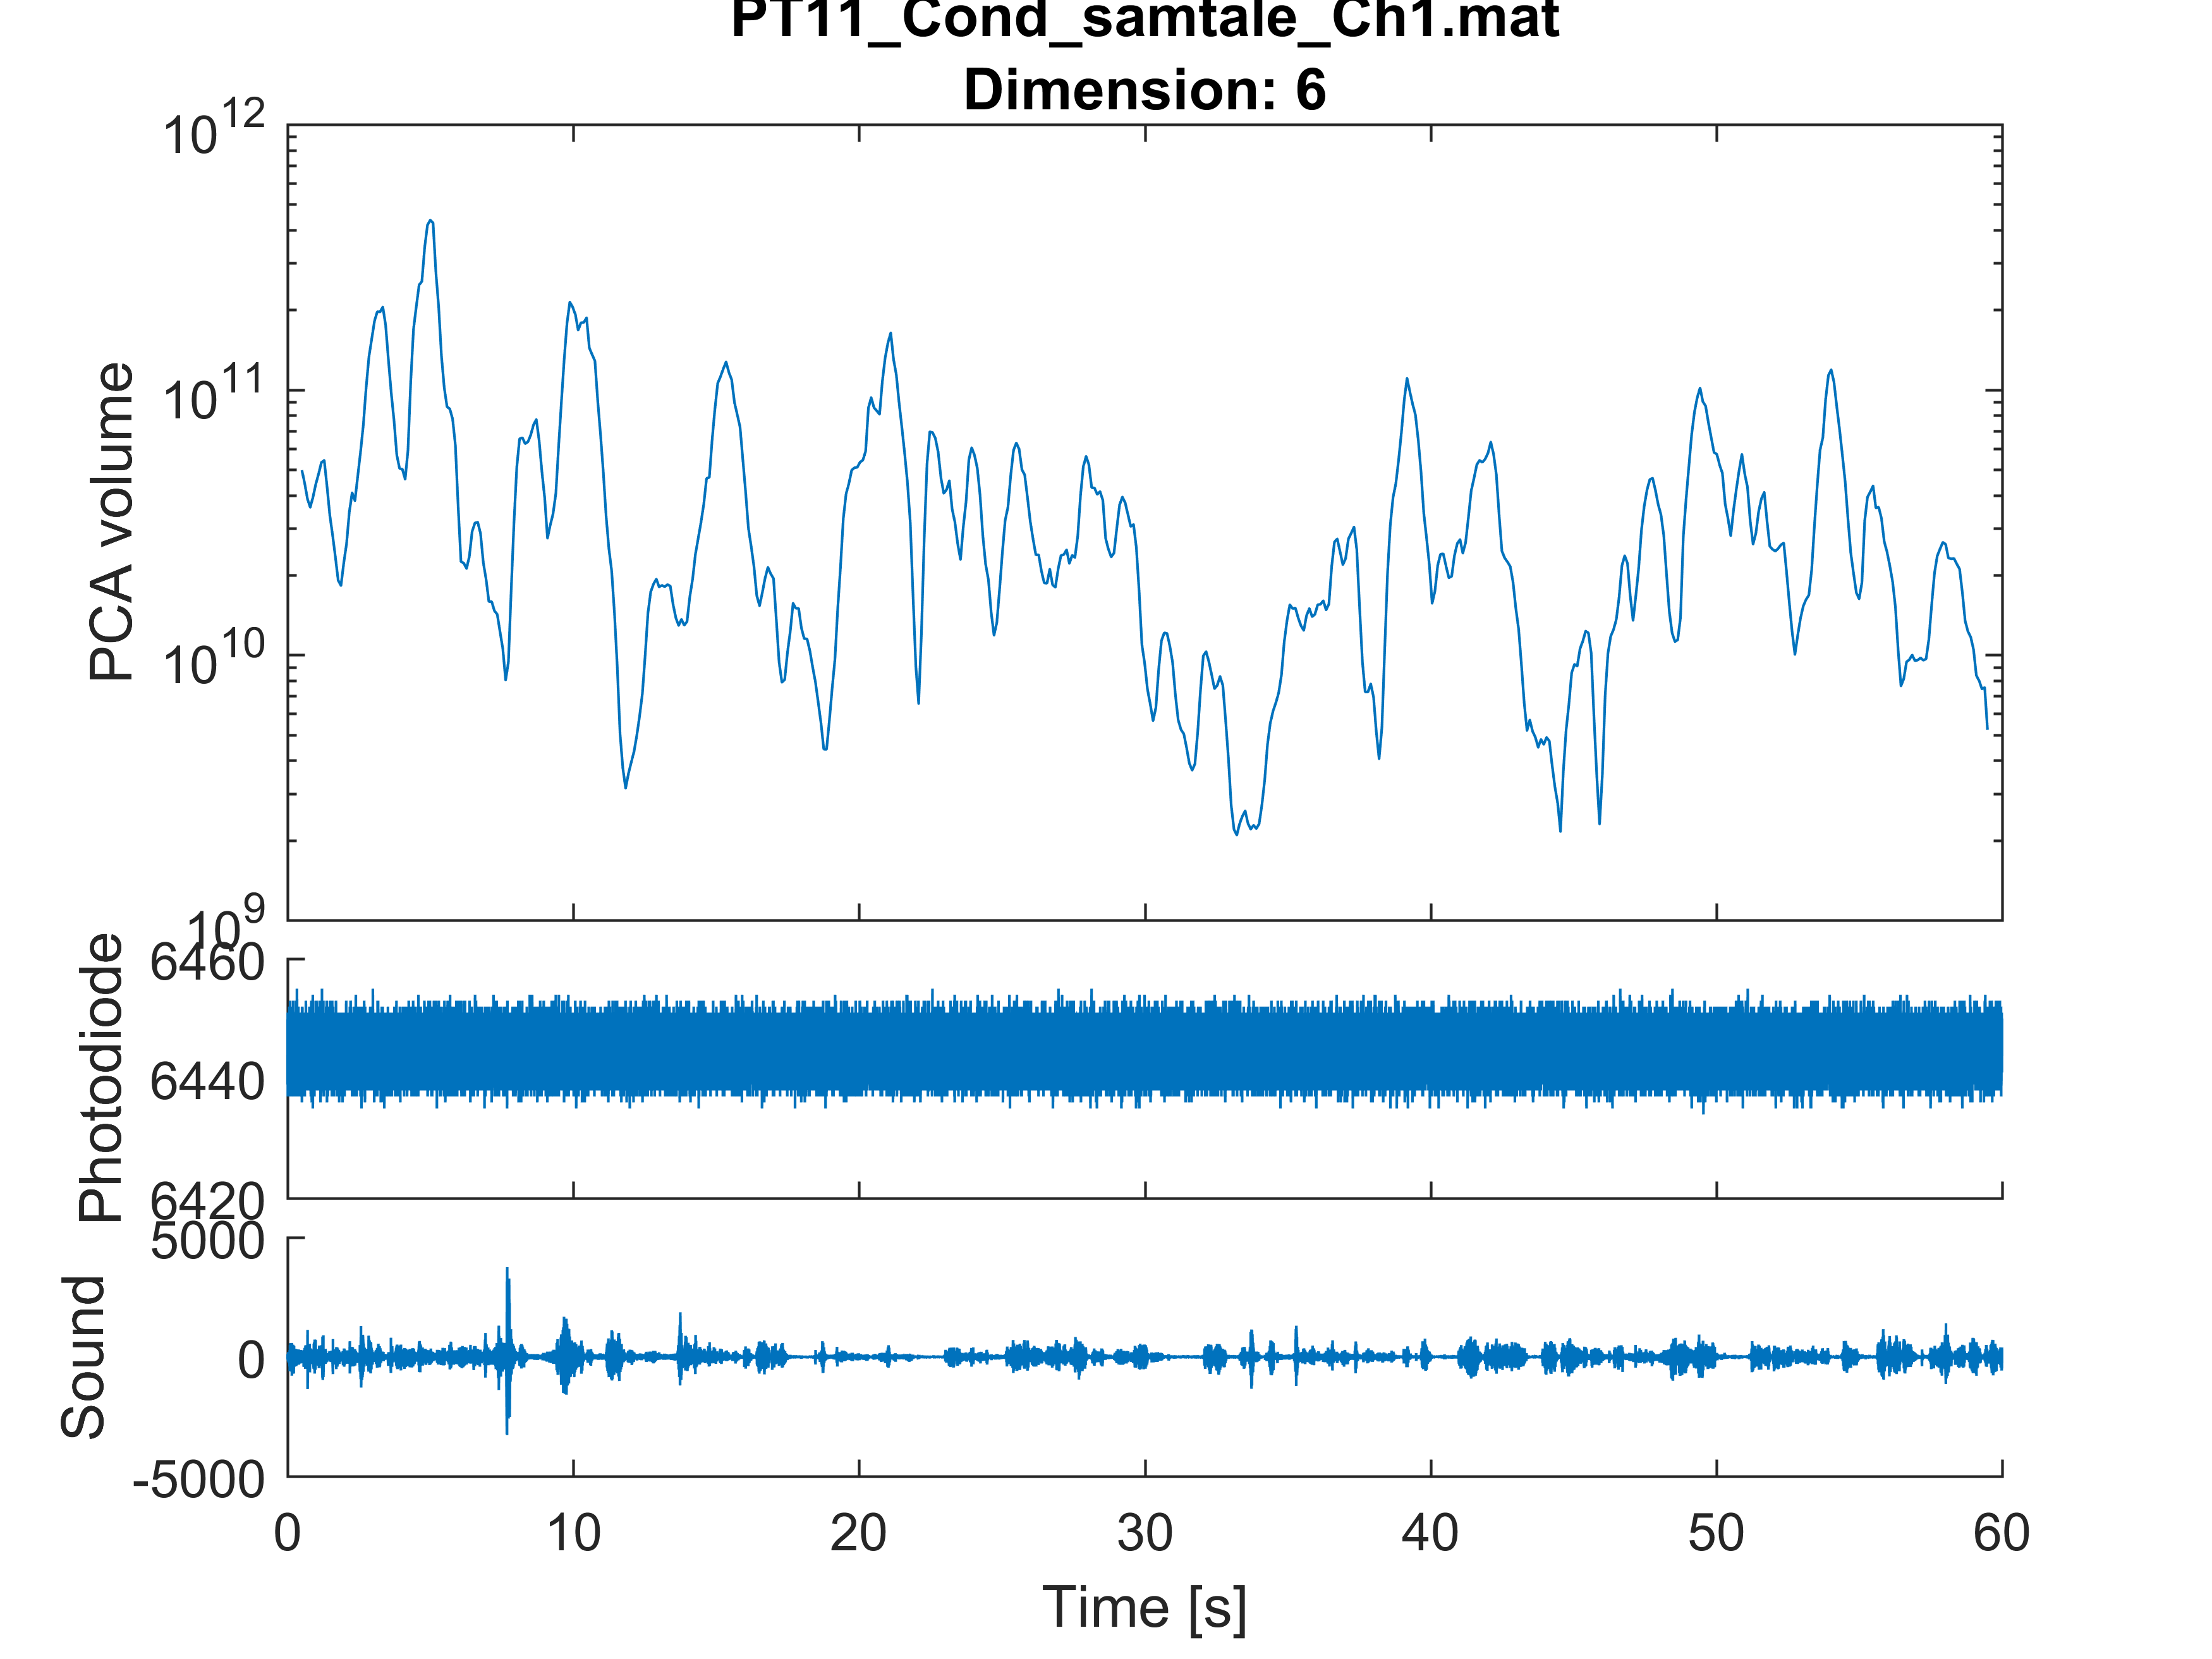 PT11_Cond_samtale_Ch1.mat
Dimension: 6
10^12
10^11
10^10
10^9
PCA volume
6460
6440
6420
Photodiode
5000
0
-5000
Sound
0 10 20 30 40 50 60
Time [s]